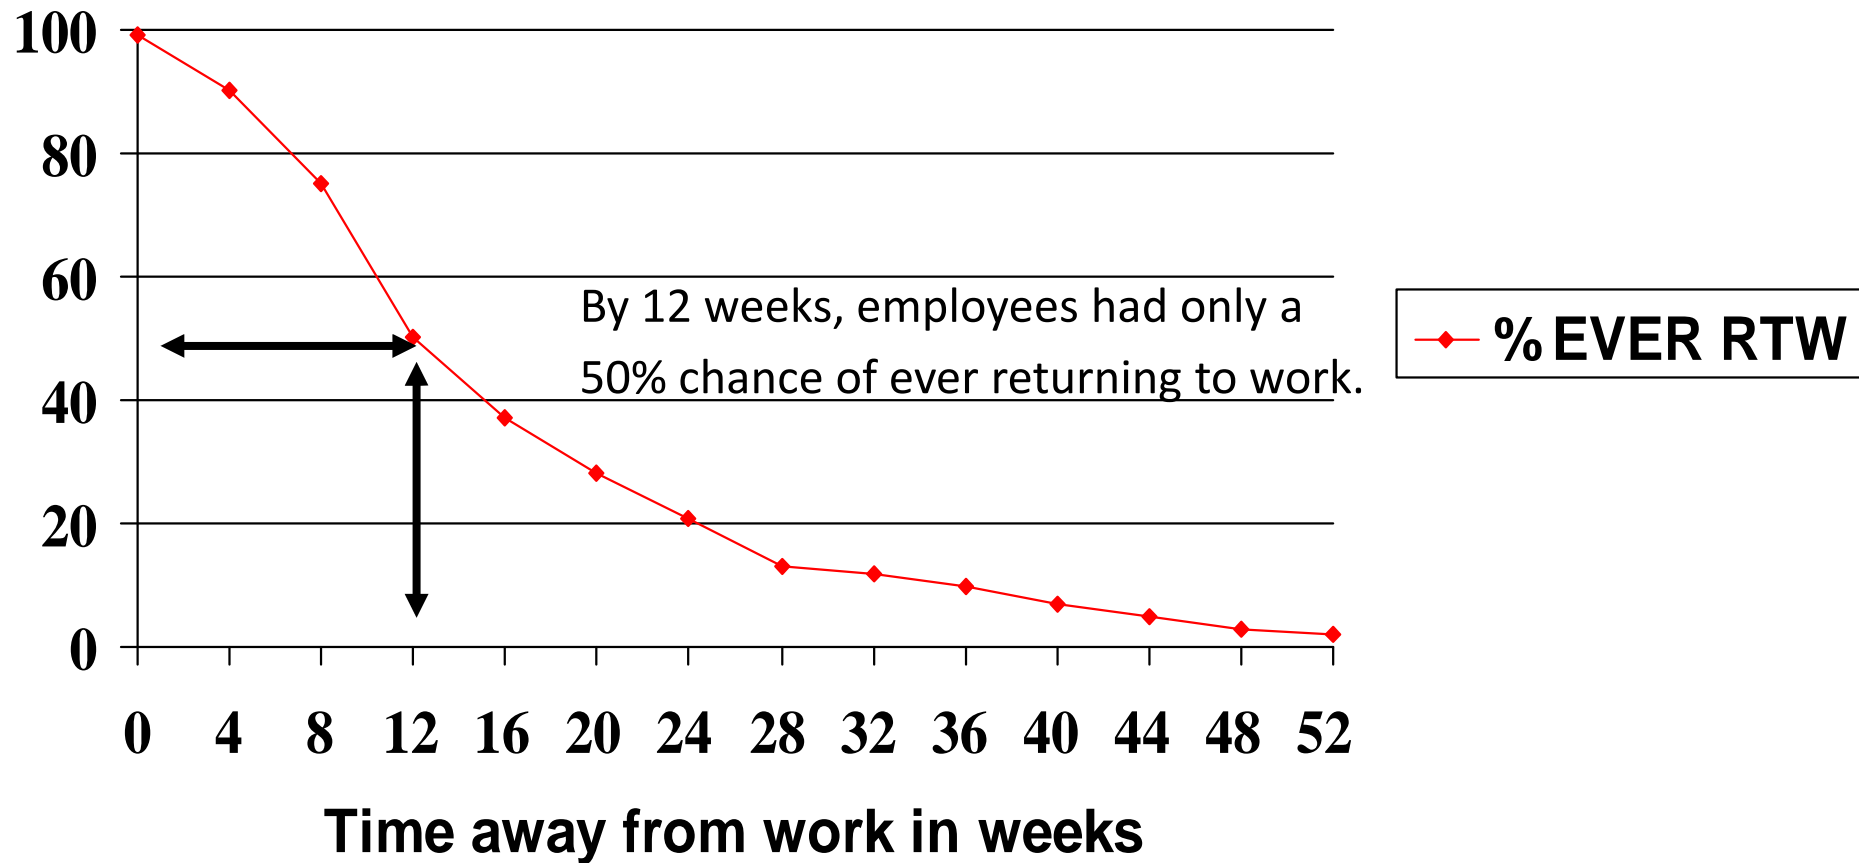 100
80
60
By 12 weeks, employees had only a
50% chance of ever returning to work.
% EVER RTW
40
20
0
0 4 8 12 16 20 24 28 32 36 40 44 48 52
Time away from work in weeks